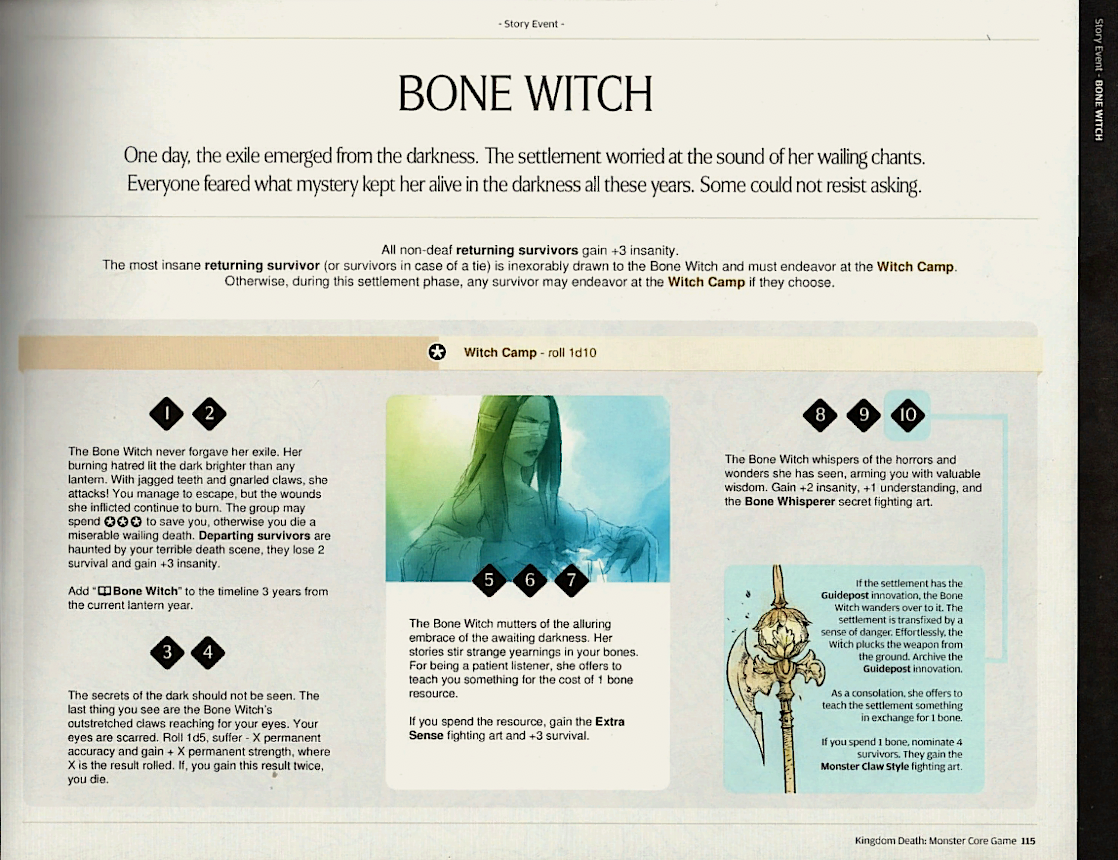 - Story Event -
Story Event - BONE WITCH
BONE WITCH
One day, the exile emerged from the darkness. The settlement worried at the sound of her wailing chants.
Everyone feared what mystery kept her alive in the darkness all these years. Some could not resist asking.
All non-deaf returning survivors gain +3 insanity.
The most insane returning survivor (or survivors in case of a tie) is inexorably drawn to the Bone Witch and must endeavor at the Witch Camp.
Otherwise, during this settlement phase, any survivor may endeavor at the Witch Camp if they choose.
Witch Camp - roll 1d10
1 2
The Bone Witch never forgave her exile. Her
burning hatred lit the dark brighter than any
lantern. With jagged teeth and gnarled claws, she
attacks! You manage to escape, but the wounds
she inflicted continue to burn. The group may
spend ✪✪✪ to save you, otherwise you die a
miserable wailing death. Departing survivors are
haunted by your terrible death scene, they lose 2
survival and gain +3 insanity.
Add “Bone Witch” to the timeline 3 years from
the current lantern year.
3 4
The secrets of the dark should not be seen. The
last thing you see are the Bone Witch's
outstretched claws reaching for your eyes. Your
eyes are scarred. Roll 1d5, suffer - X permanent
accuracy and gain + X permanent strength, where
X is the result rolled. If, you gain this result twice,
you die.
5 6 7
The Bone Witch mutters of the alluring
embrace of the awaiting darkness. Her
stories stir strange yearnings in your bones.
For being a patient listener, she offers to
teach you something for the cost of 1 bone
resource.
If you spend the resource, gain the Extra
Sense fighting art and +3 survival.
8 9 10
The Bone Witch whispers of the horrors and
wonders she has seen, arming you with valuable
wisdom. Gain +2 insanity, +1 understanding, and
the Bone Whisperer secret fighting art.
If the settlement has the
Guidepost innovation, the Bone
Witch wanders over to it. The
settlement is transfixed by a
sense of danger. Effortlessly, the
Witch plucks the weapon from
the ground. Archive the
Guidepost innovation.
As a consolation, she offers to
teach the settlement something
in exchange for 1 bone.
If you spend 1 bone, nominate 4
survivors. They gain the
Monster Claw Style fighting art.
Kingdom Death: Monster Core Game 115